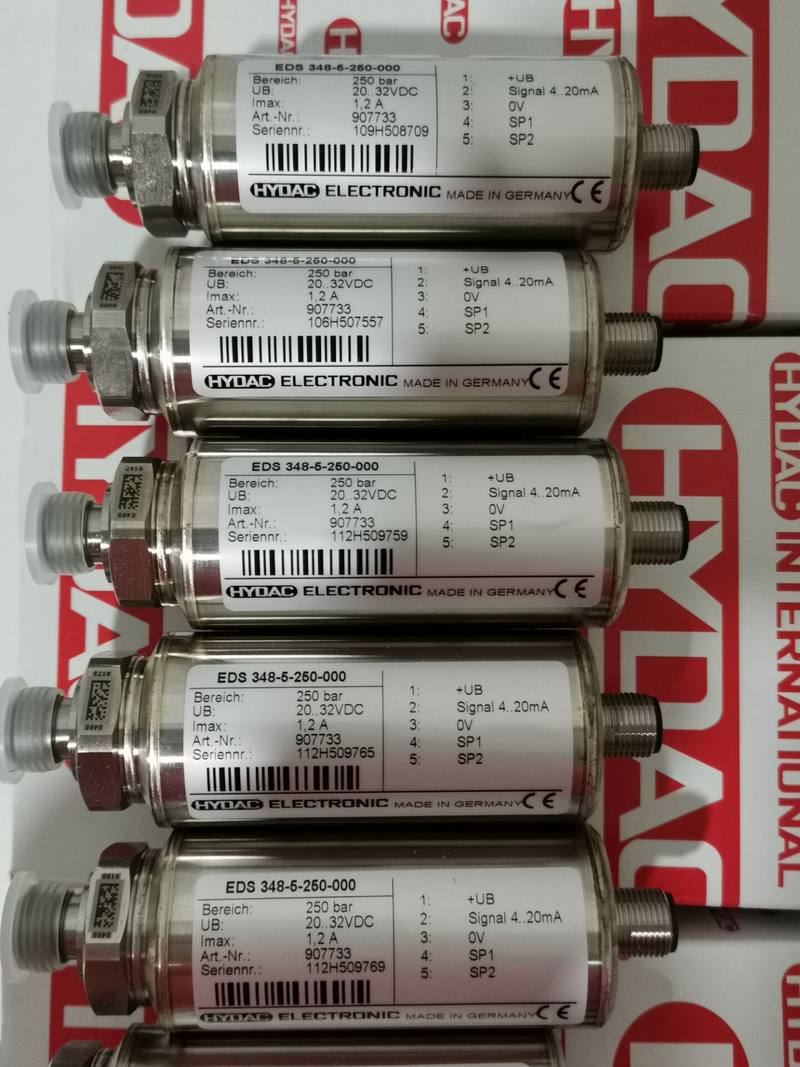 HYDAC
EDS 348-5-250-000
Bereich: 250 bar
UB: 20..32VDC
Imax: 1,2 A
Art.-Nr.: 907733
Seriennr.: 109H508709
1: +UB
2: Signal 4..20mA
3: 0V
4: SP1
5: SP2
HYDAC ELECTRONIC MADE IN GERMANY CE
EDS 348-5-250-000
Bereich: 250 bar
UB: 20..32VDC
Imax: 1,2 A
Art.-Nr.: 907733
Seriennr.: 106H507557
1: +UB
2: Signal 4..20mA
3: 0V
4: SP1
5: SP2
HYDAC ELECTRONIC MADE IN GERMANY CE
EDS 348-5-250-000
Bereich: 250 bar
UB: 20..32VDC
Imax: 1,2 A
Art.-Nr.: 907733
Seriennr.: 112H509759
1: +UB
2: Signal 4..20mA
3: 0V
4: SP1
5: SP2
HYDAC ELECTRONIC MADE IN GERMANY CE
EDS 348-5-250-000
Bereich: 250 bar
UB: 20..32VDC
Imax: 1,2 A
Art.-Nr.: 907733
Seriennr.: 112H509765
1: +UB
2: Signal 4..20mA
3: 0V
4: SP1
5: SP2
HYDAC ELECTRONIC MADE IN GERMANY CE
EDS 348-5-250-000
Bereich: 250 bar
UB: 20..32VDC
Imax: 1,2 A
Art.-Nr.: 907733
Seriennr.: 112H509769
1: +UB
2: Signal 4..20mA
3: 0V
4: SP1
5: SP2
HYDAC ELECTRONIC MADE IN GERMANY CE
HYDAC
HYDAC INTERNATIONAL